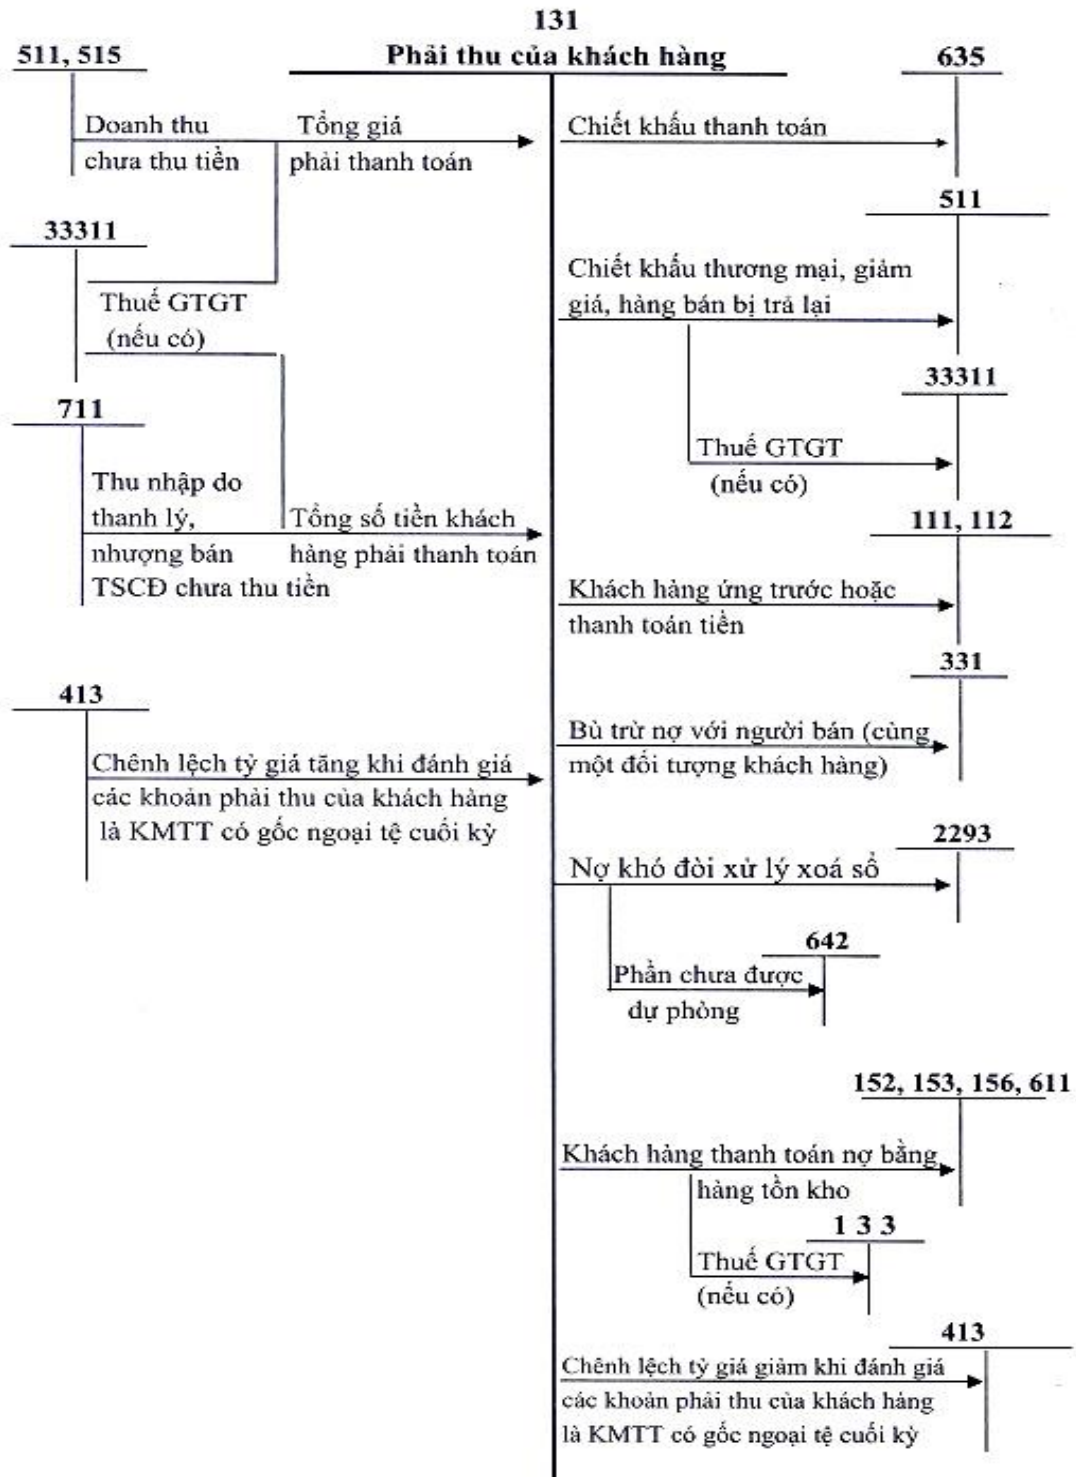 131
Phải thu của khách hàng
511, 515
Doanh thu
chưa thu tiền
Tổng giá
phải thanh toán
33311
Thuế GTGT
(nếu có)
711
Thu nhập do
thanh lý,
nhượng bán
TSCĐ chưa thu tiền
Tổng số tiền khách
hàng phải thanh toán
413
Chênh lệch tỷ giá tăng khi đánh giá
các khoản phải thu của khách hàng
là KMTT có gốc ngoại tệ cuối kỳ
635
Chiết khấu thanh toán
511
Chiết khấu thương mại, giảm
giá, hàng bán bị trả lại
33311
Thuế GTGT
(nếu có)
111, 112
Khách hàng ứng trước hoặc
thanh toán tiền
331
Bù trừ nợ với người bán (cùng
một đối tượng khách hàng)
2293
Nợ khó đòi xử lý xoá sổ
642
Phần chưa được
dự phòng
152, 153, 156, 611
Khách hàng thanh toán nợ bằng
hàng tồn kho
1 3 3
Thuế GTGT
(nếu có)
413
Chênh lệch tỷ giá giảm khi đánh giá
các khoản phải thu của khách hàng
là KMTT có gốc ngoại tệ cuối kỳ